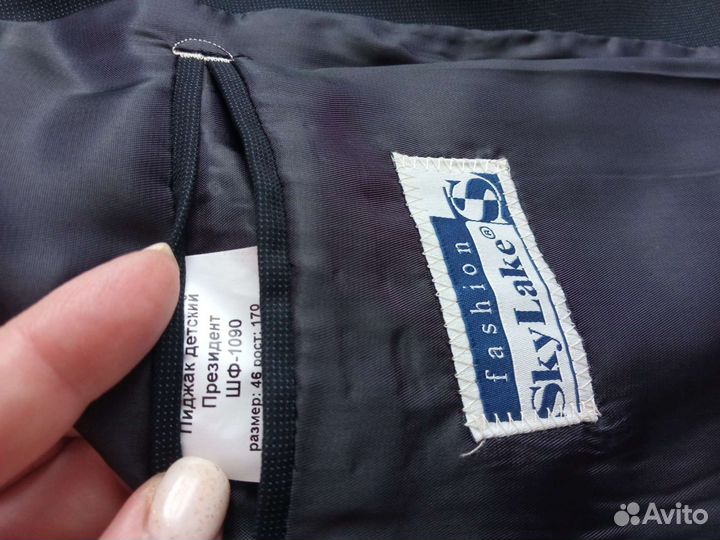 Пиджак детский
Президент
ШФ-1090
размер: 46 рост: 170
fashion
SkyLake®
Avito